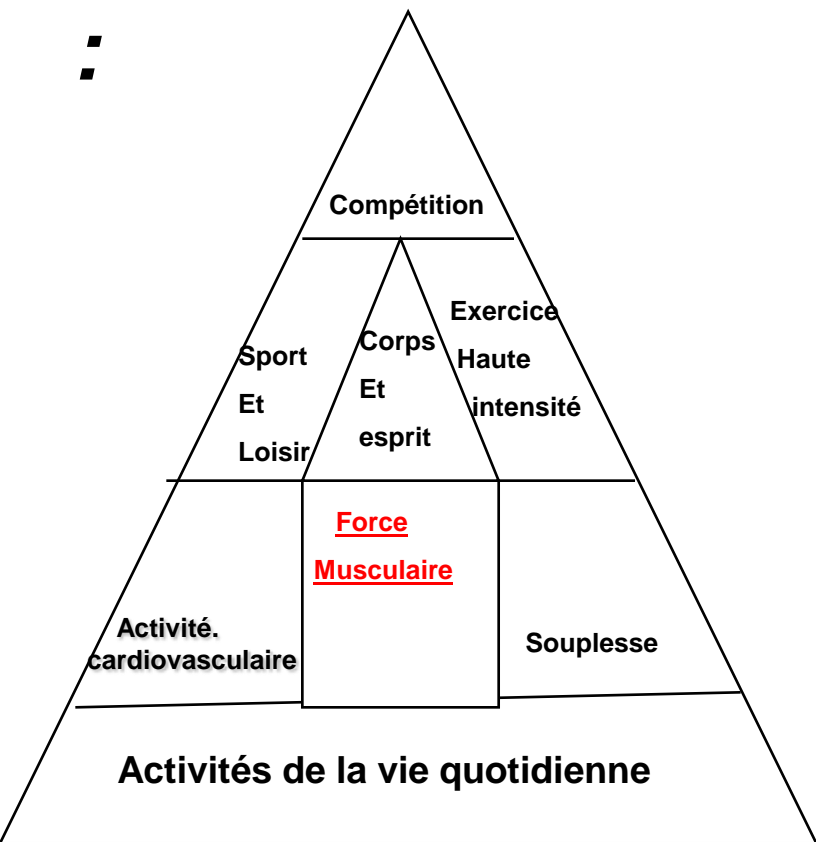 :
Compétition
Sport
Et
Loisir
Corps
Et
esprit
Exercice
Haute
intensité
Force
Musculaire
Activité.
cardiovasculaire
Souplesse
Activités de la vie quotidienne